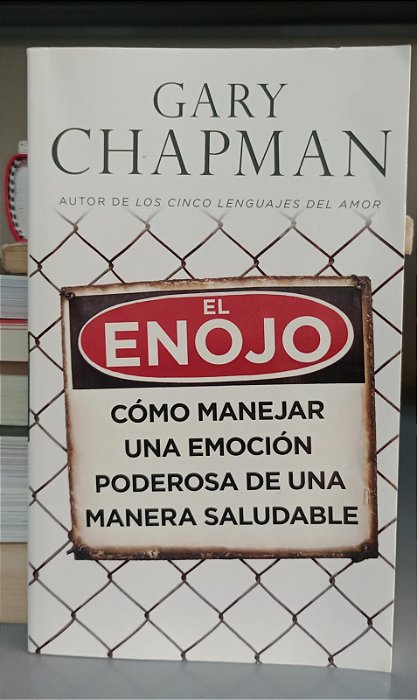 GARY
CHAPMAN
AUTOR DE LOS CINCO LENGUAJES DEL AMOR
EL
ENOJO
CÓMO MANEJAR
UNA EMOCIÓN
PODEROSA DE UNA
MANERA SALUDABLE